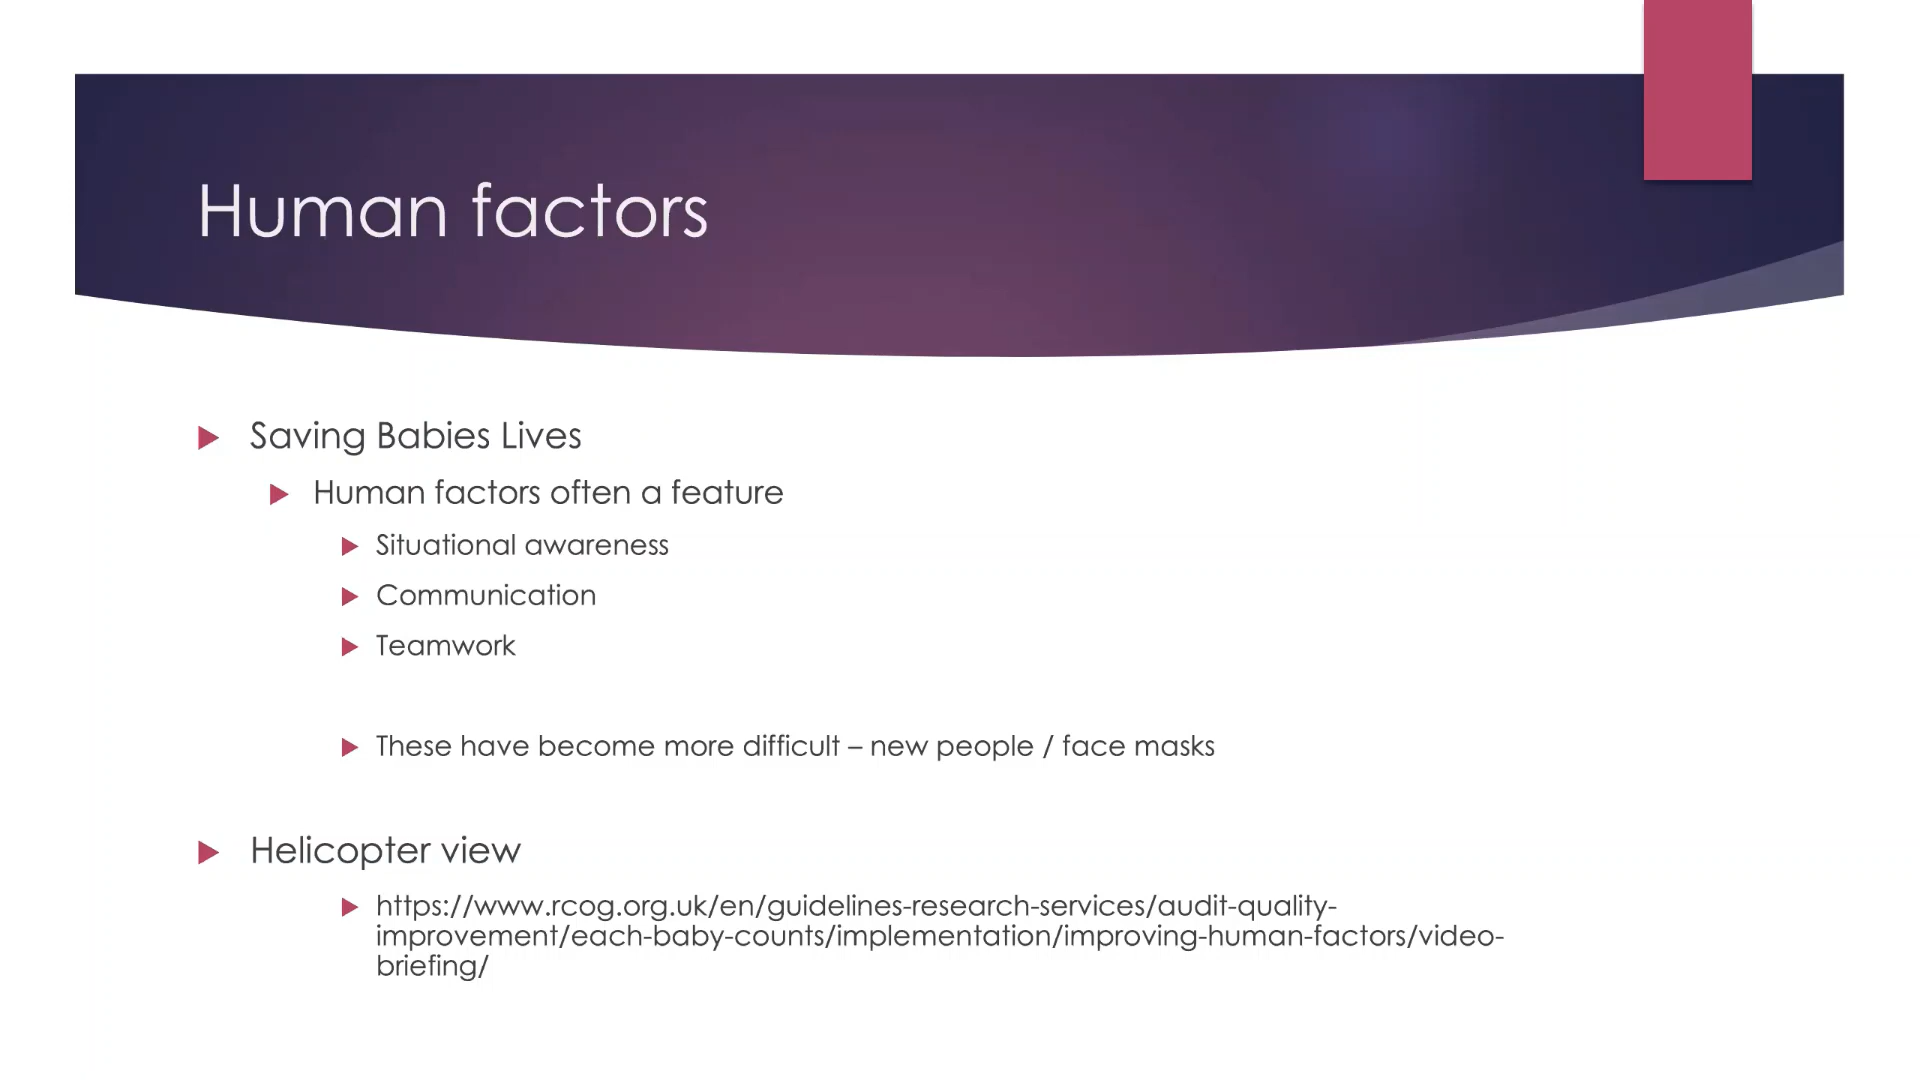 Human factors
Saving Babies Lives
Human factors often a feature
Situational awareness
Communication
Teamwork
These have become more difficult – new people / face masks
Helicopter view
https://www.rcog.org.uk/en/guidelines-research-services/audit-quality-
improvement/each-baby-counts/implementation/improving-human-factors/video-
briefing/